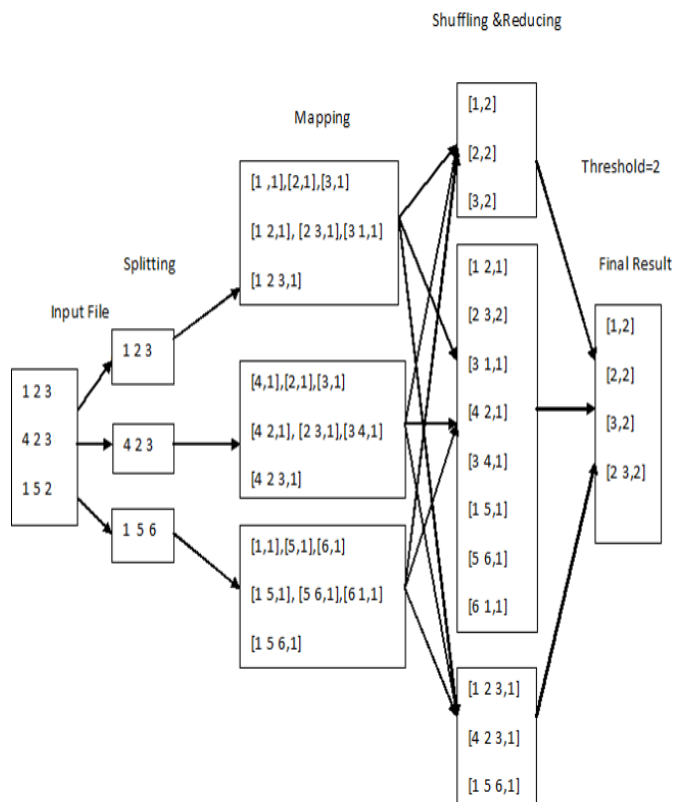 Shuffling &Reducing
Mapping
Threshold=2
Splitting
Final Result
Input File
1 2 3
4 2 3
1 5 2
1 2 3
4 2 3
1 5 6
[1 ,1],[2,1],[3,1]
[1 2,1], [2 3,1],[3 1,1]
[1 2 3,1]
[4,1],[2,1],[3,1]
[4 2,1], [2 3,1],[3 4,1]
[4 2 3,1]
[1,1],[5,1],[6,1]
[1 5,1], [5 6,1],[6 1,1]
[1 5 6,1]
[1,2]
[2,2]
[3,2]
[1 2,1]
[2 3,2]
[3 1,1]
[4 2,1]
[3 4,1]
[1 5,1]
[5 6,1]
[6 1,1]
[1 2 3,1]
[4 2 3,1]
[1 5 6,1]
[1,2]
[2,2]
[3,2]
[2 3,2]